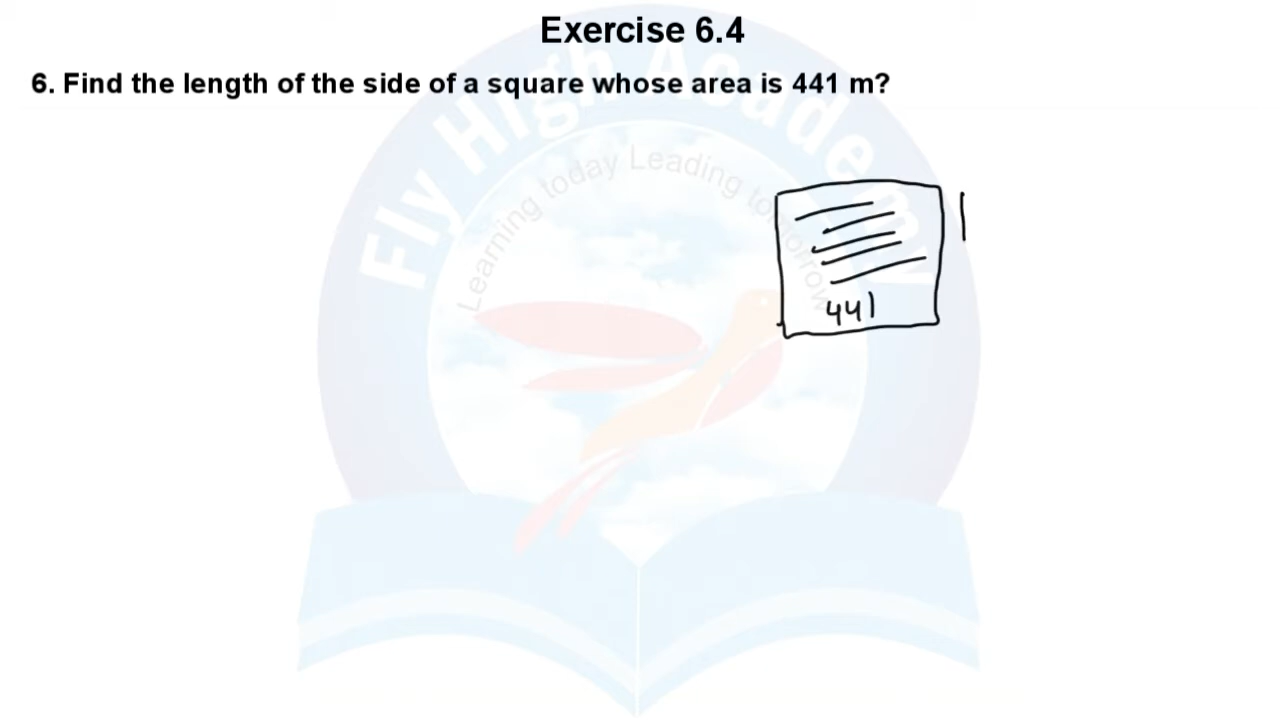 Exercise 6.4
6. Find the length of the side of a square whose area is 441 m?
Fly High Academy
Learning today Leading tomorrow
441